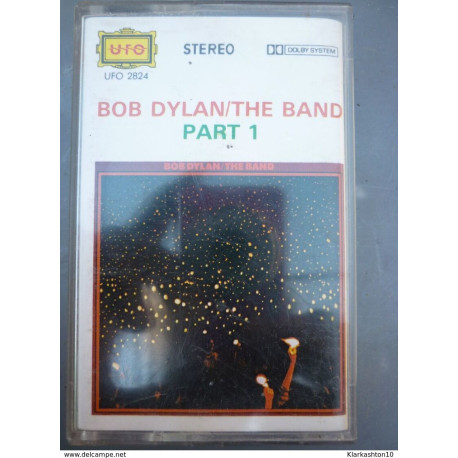 UFO
STEREO
DOLBY SYSTEM
UFO 2824
BOB DYLAN/THE BAND
PART 1
BOB DYLAN/THE BAND
www.delcampe.net
Klarkashton10